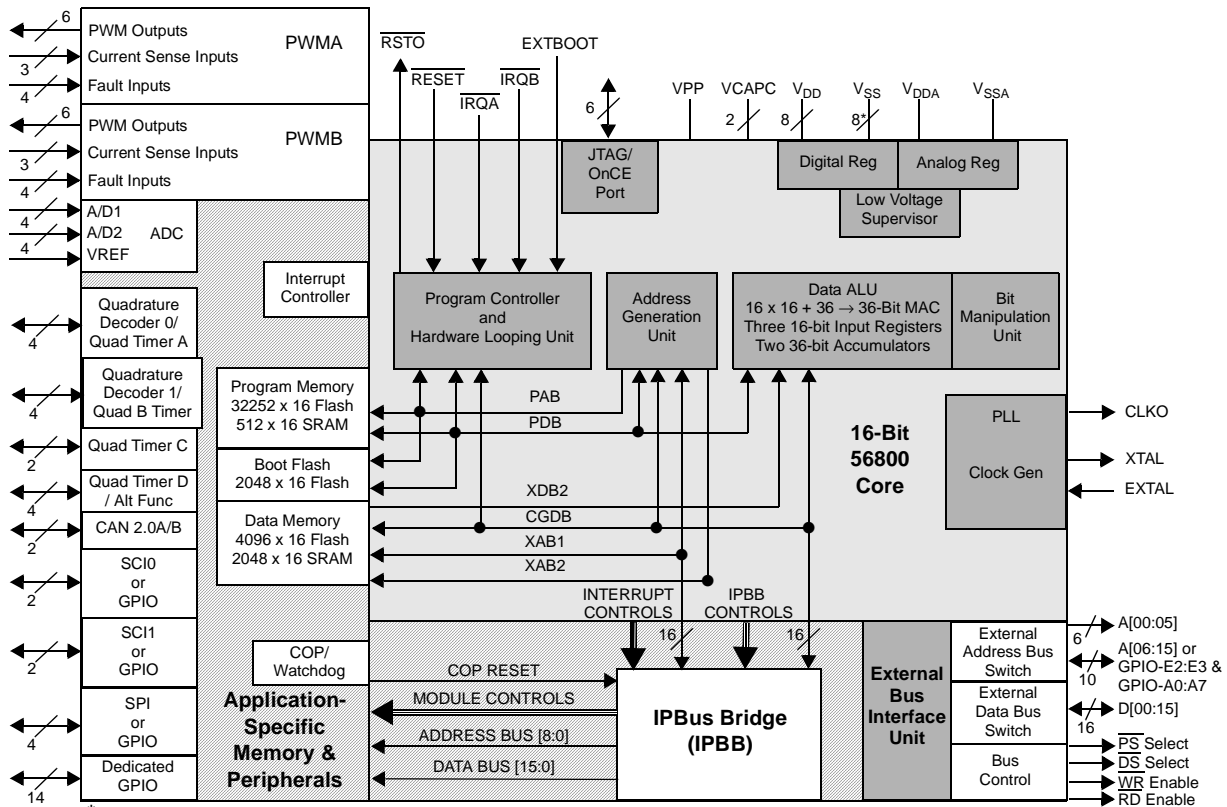 6
PWM Outputs
PWMA
Current Sense Inputs
3
Fault Inputs
4
6
PWM Outputs
PWMB
Current Sense Inputs
3
Fault Inputs
4
A/D1
4
A/D2
ADC
4
VREF
RSTO
RESET
IRQA
IRQB
EXTBOOT
6
VPP
VCAPC
2
VDD
8
VSS
8*
VDDA
VSSA
JTAG/
OnCE
Port
Digital Reg
Analog Reg
Low Voltage
Supervisor
Interrupt
Controller
Program Controller
and
Hardware Looping Unit
Address
Generation
Unit
Data ALU
16 x 16 + 36 → 36-Bit MAC
Three 16-bit Input Registers
Two 36-bit Accumulators
Bit
Manipulation
Unit
Quadrature
Decoder 0/
Quad Timer A
4
Quadrature
Decoder 1/
Quad B Timer
4
Quad Timer C
2
Quad Timer D
/ Alt Func
4
CAN 2.0A/B
2
SCI0
or
GPIO
2
SCI1
or
GPIO
2
SPI
or
GPIO
4
Dedicated
GPIO
14
*
Program Memory
32252 x 16 Flash
512 x 16 SRAM
Boot Flash
2048 x 16 Flash
Data Memory
4096 x 16 Flash
2048 x 16 SRAM
PAB
PDB
XDB2
CGDB
XAB1
XAB2
16-Bit
56800
Core
PLL
Clock Gen
CLKO
XTAL
EXTAL
INTERRUPT
CONTROLS
16
IPBB
CONTROLS
16
COP/
Watchdog
COP RESET
MODULE CONTROLS
ADDRESS BUS [8:0]
DATA BUS [15:0]
Application-
Specific
Memory &
Peripherals
IPBus Bridge
(IPBB)
External
Bus
Interface
Unit
External
Address Bus
Switch
External
Data Bus
Switch
Bus
Control
6
A[00:05]
A[06:15] or
GPIO-E2:E3 &
GPIO-A0:A7
10
D[00:15]
16
PS Select
DS Select
WR Enable
RD Enable